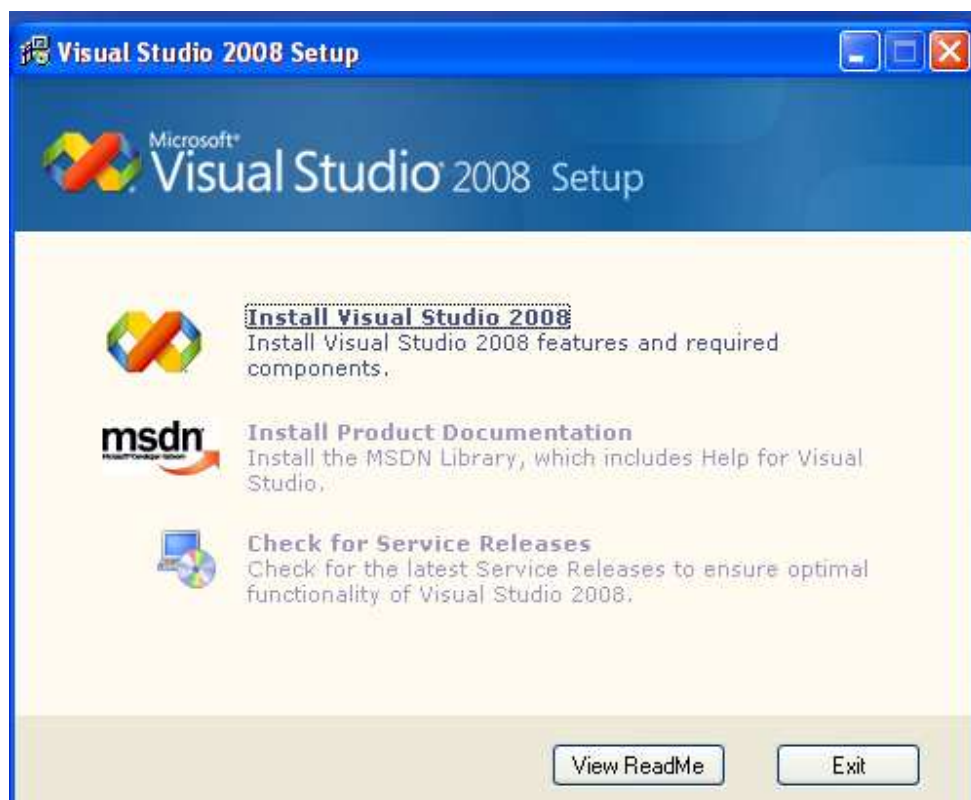 Visual Studio 2008 Setup
Microsoft®
Visual Studio® 2008 Setup
Install Visual Studio 2008
Install Visual Studio 2008 features and required
components.
msdn
Install Product Documentation
Install the MSDN Library, which includes Help for Visual
Studio.
Check for Service Releases
Check for the latest Service Releases to ensure optimal
functionality of Visual Studio 2008.
View ReadMe
Exit